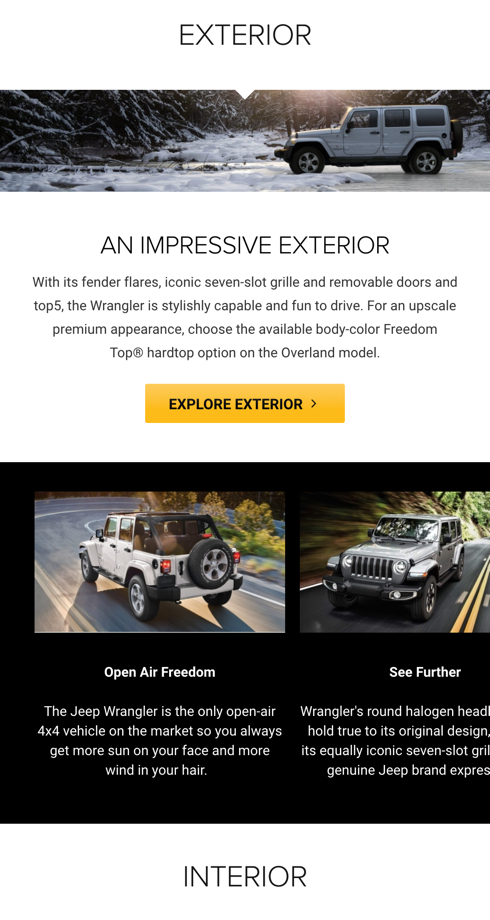 EXTERIOR
AN IMPRESSIVE EXTERIOR
With its fender flares, iconic seven-slot grille and removable doors and
top5, the Wrangler is stylishly capable and fun to drive. For an upscale
premium appearance, choose the available body-color Freedom
Top® hardtop option on the Overland model.
EXPLORE EXTERIOR >
Open Air Freedom
The Jeep Wrangler is the only open-air
4x4 vehicle on the market so you always
get more sun on your face and more
wind in your hair.
See Further
Wrangler's round halogen headl
hold true to its original design,
its equally iconic seven-slot gril
genuine Jeep brand expres
INTERIOR